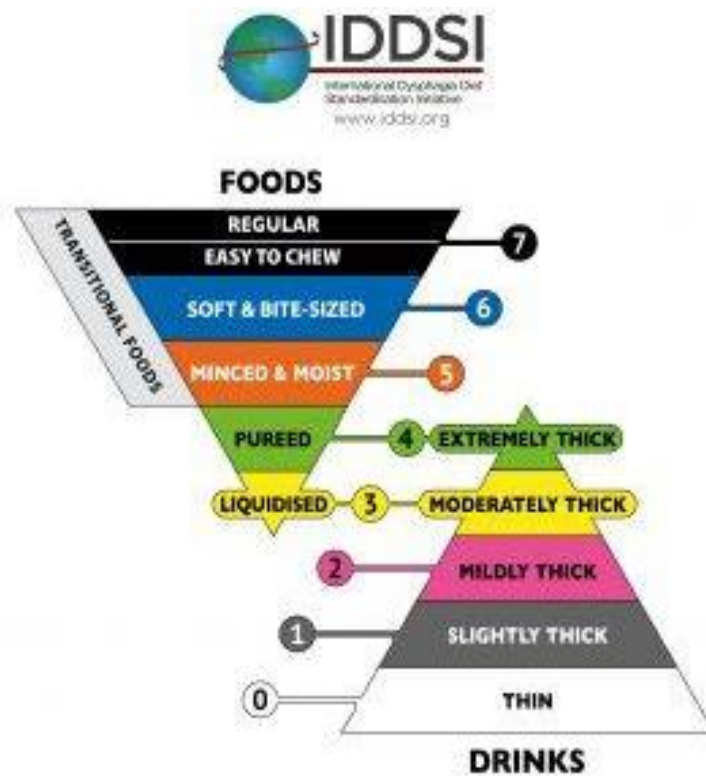 IDDSI
International Dysphagia Diet
Standardisation Initiative
www.iddsi.org
FOODS
TRANSITIONAL FOODS
REGULAR
EASY TO CHEW
7
SOFT & BITE-SIZED
6
MINCED & MOIST
5
PUREED
4
EXTREMELY THICK
LIQUIDISED
3
MODERATELY THICK
2
MILDLY THICK
1
SLIGHTLY THICK
0
THIN
DRINKS